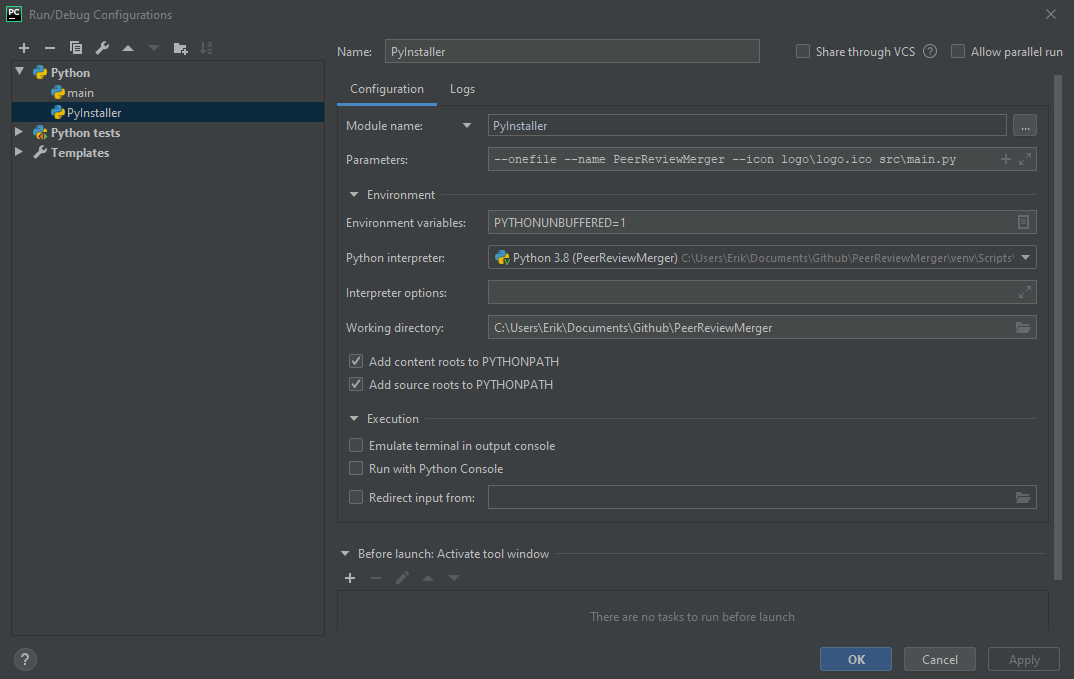 PC Run/Debug Configurations
Name: PyInstaller Share through VCS ? Allow parallel run
Python
main
PyInstaller
Python tests
Templates
Configuration Logs
Module name: PyInstaller ...
Parameters: --onefile --name PeerReviewMerger --icon logo\logo.ico src\main.py
Environment
Environment variables: PYTHONUNBUFFERED=1
Python interpreter: Python 3.8 (PeerReviewMerger) C:\Users\Erik\Documents\Github\PeerReviewMerger\venv\Scripts\
Interpreter options:
Working directory: C:\Users\Erik\Documents\Github\PeerReviewMerger
Add content roots to PYTHONPATH
Add source roots to PYTHONPATH
Execution
Emulate terminal in output console
Run with Python Console
Redirect input from:
Before launch: Activate tool window
There are no tasks to run before launch
? OK Cancel Apply